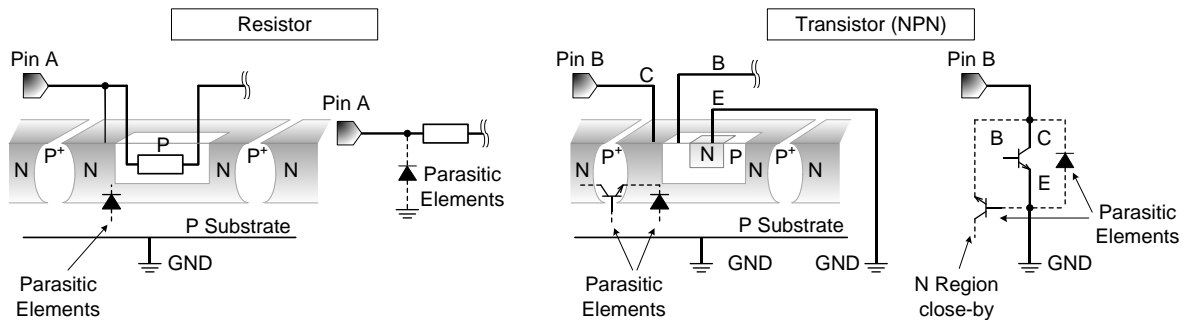 Resistor
Transistor (NPN)
Pin A
Pin A
N
P+
N
P
N
P+
N
Parasitic
Elements
P Substrate
GND
Parasitic
Elements
Pin B
C
B
E
N
P+
N
N
P
N
P+
N
P Substrate
GND
GND
Parasitic
Elements
Pin B
B
C
E
Parasitic
Elements
GND
N Region
close-by